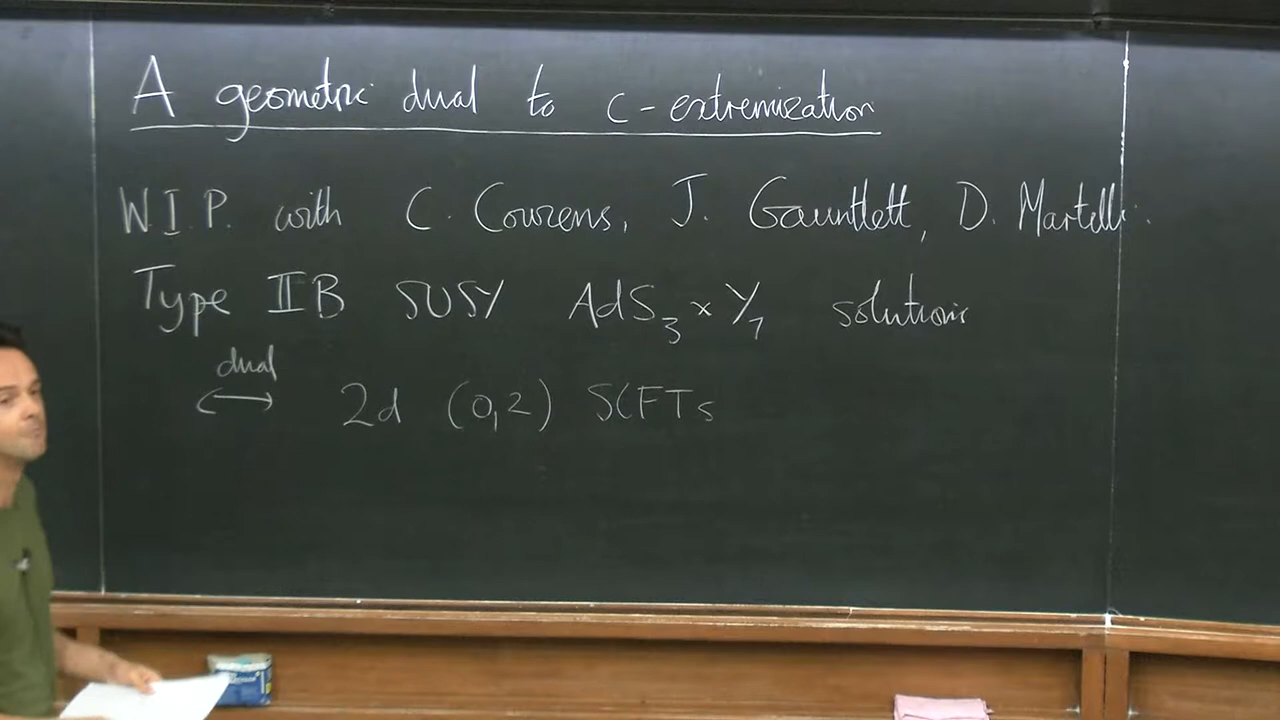 A geometric dual to c-extremization
W.I.P. with C. Couzens, J. Gauntlett, D. Martelli.
Type IIB SUSY AdS₃ × Y₇ solutions
dual
⟷ 2d (0,2) SCFTs